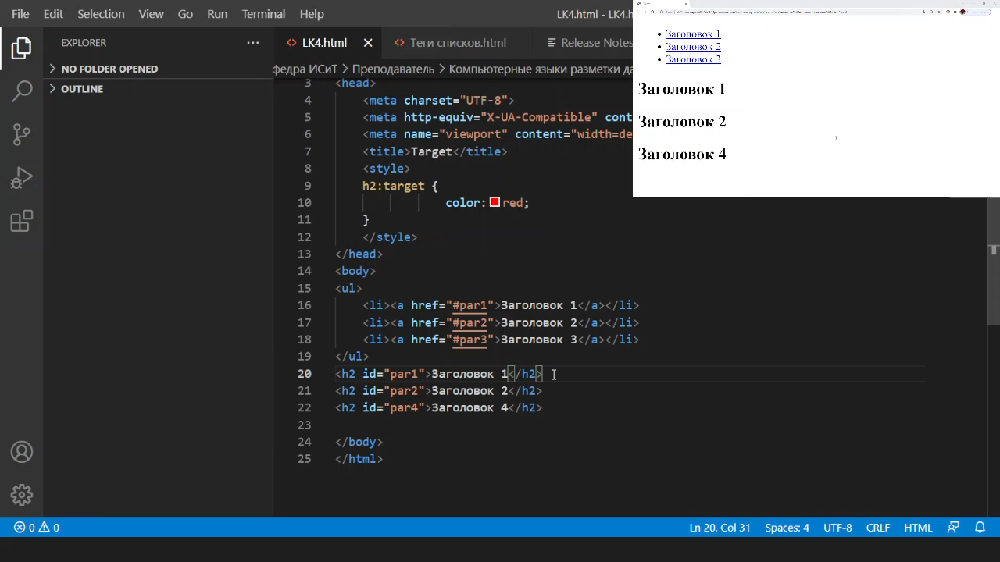 File Edit Selection View Go Run Terminal Help LK4.html - LK4.h
EXPLORER
NO FOLDER OPENED
OUTLINE
LK4.html
Теги списков.html
Release Notes
федра ИСиТ > Преподаватель > Компьютерные языки разметки да
3 <head>
4 <meta charset="UTF-8">
5 <meta http-equiv="X-UA-Compatible" cont
6 <meta name="viewport" content="width=de
7 <title>Target</title>
8 <style>
9 h2:target {
10 color: red;
11 }
12 </style>
13 </head>
14 <body>
15 <ul>
16 <li><a href="#par1">Заголовок 1</a></li>
17 <li><a href="#par2">Заголовок 2</a></li>
18 <li><a href="#par3">Заголовок 3</a></li>
19 </ul>
20 <h2 id="par1">Заголовок 1</h2>
21 <h2 id="par2">Заголовок 2</h2>
22 <h2 id="par4">Заголовок 4</h2>
23
24 </body>
25 </html>
Заголовок 1
Заголовок 2
Заголовок 3
Заголовок 1
Заголовок 2
Заголовок 4
0 0 Ln 20, Col 31 Spaces: 4 UTF-8 CRLF HTML